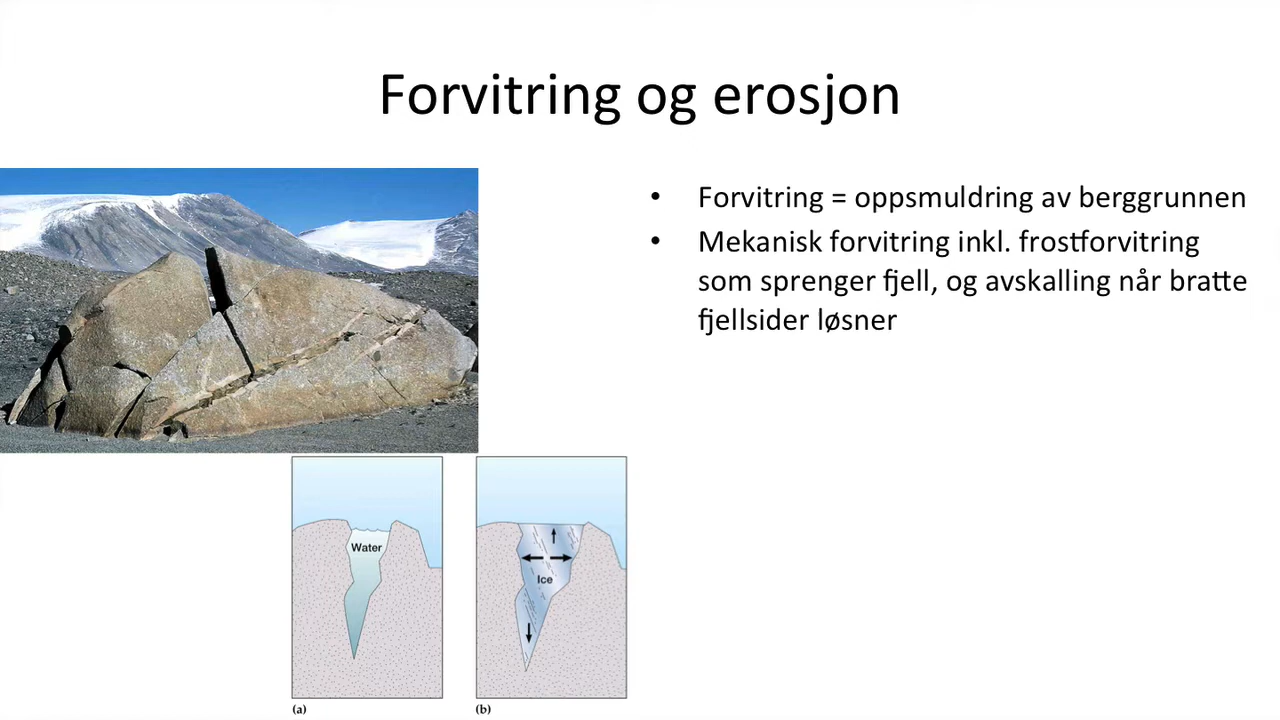 Forvitring og erosjon
• Forvitring = oppsmuldring av berggrunnen
• Mekanisk forvitring inkl. frostforvitring
som sprenger fjell, og avskalling når bratte
fjellsider løsner
Water
Ice
(a)
(b)